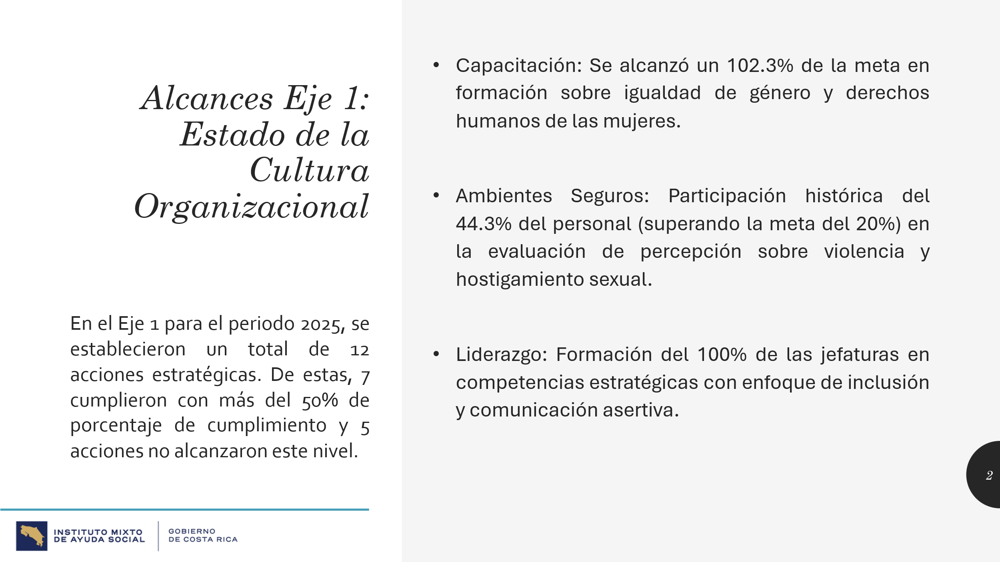 Alcances Eje 1:
Estado de la
Cultura
Organizacional
En el Eje 1 para el periodo 2025, se
establecieron un total de 12
acciones estratégicas. De estas, 7
cumplieron con más del 50% de
porcentaje de cumplimiento y 5
acciones no alcanzaron este nivel.
• Capacitación: Se alcanzó un 102.3% de la meta en
formación sobre igualdad de género y derechos
humanos de las mujeres.
• Ambientes Seguros: Participación histórica del
44.3% del personal (superando la meta del 20%) en
la evaluación de percepción sobre violencia y
hostigamiento sexual.
• Liderazgo: Formación del 100% de las jefaturas en
competencias estratégicas con enfoque de inclusión
y comunicación asertiva.
2
INSTITUTO MIXTO
DE AYUDA SOCIAL
GOBIERNO
DE COSTA RICA